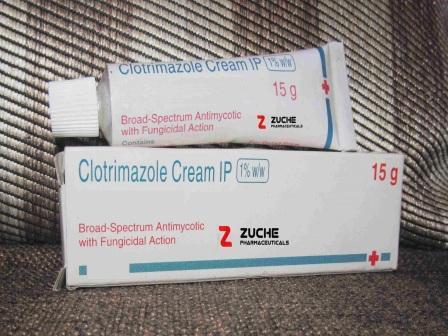 Clotrimazole Cream IP 1% w/w
15 g
Broad-Spectrum Antimycotic
with Fungicidal Action
Contains
Z ZUCHE
PHARMACEUTICALS
Clotrimazole Cream IP 1% w/w
15 g
Broad-Spectrum Antimycotic
with Fungicidal Action
Z ZUCHE
PHARMACEUTICALS